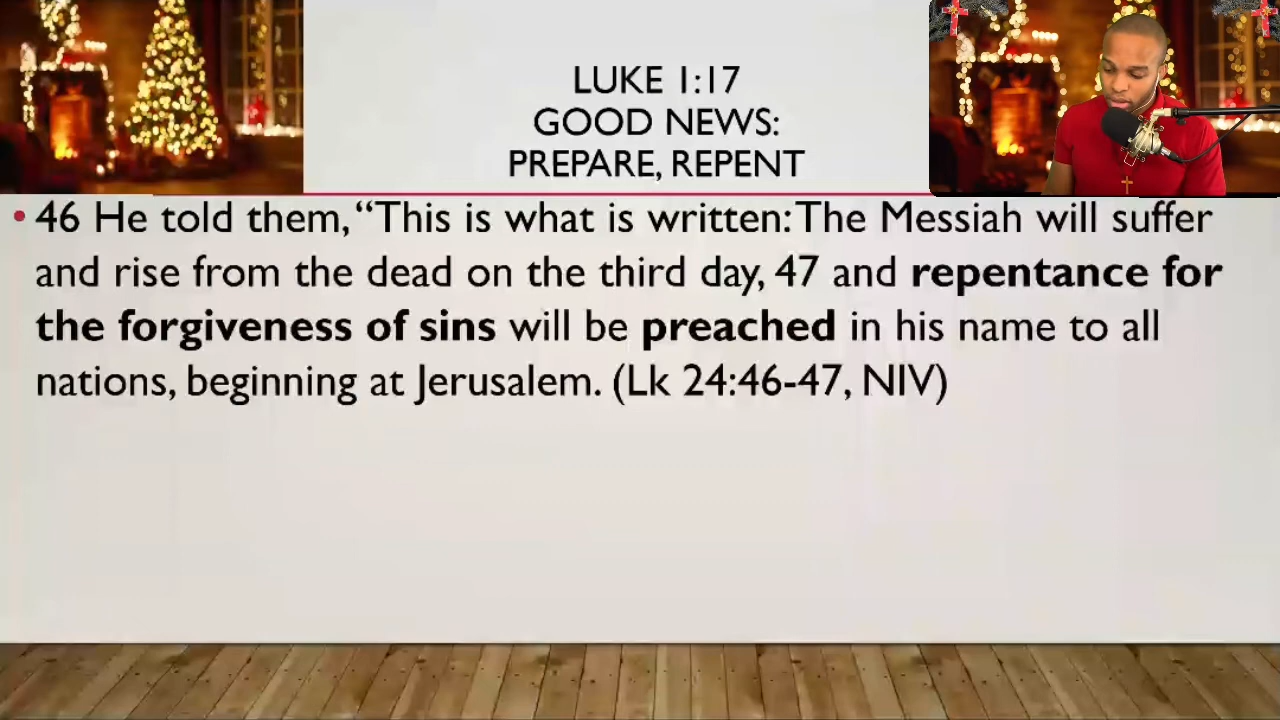 LUKE 1:17
GOOD NEWS:
PREPARE, REPENT
• 46 He told them, “This is what is written: The Messiah will suffer
and rise from the dead on the third day, 47 and repentance for
the forgiveness of sins will be preached in his name to all
nations, beginning at Jerusalem. (Lk 24:46-47, NIV)